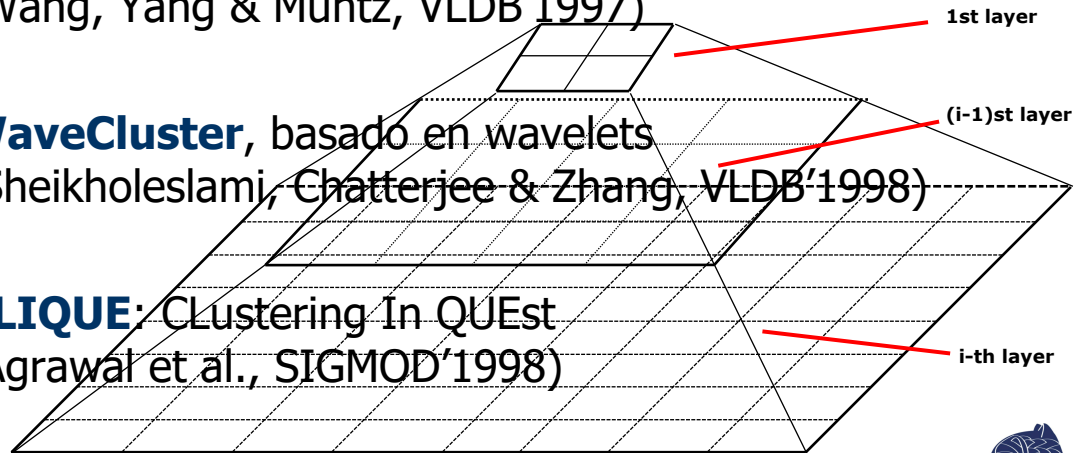 Wang, Yang & Muntz, VLDB'1997)
1st layer
(i-1)st layer
WaveCluster, basado en wavelets
Sheikholeslami, Chatterjee & Zhang, VLDB'1998)
LIQUE: CLustering In QUEst
Agrawal et al., SIGMOD'1998)
i-th layer